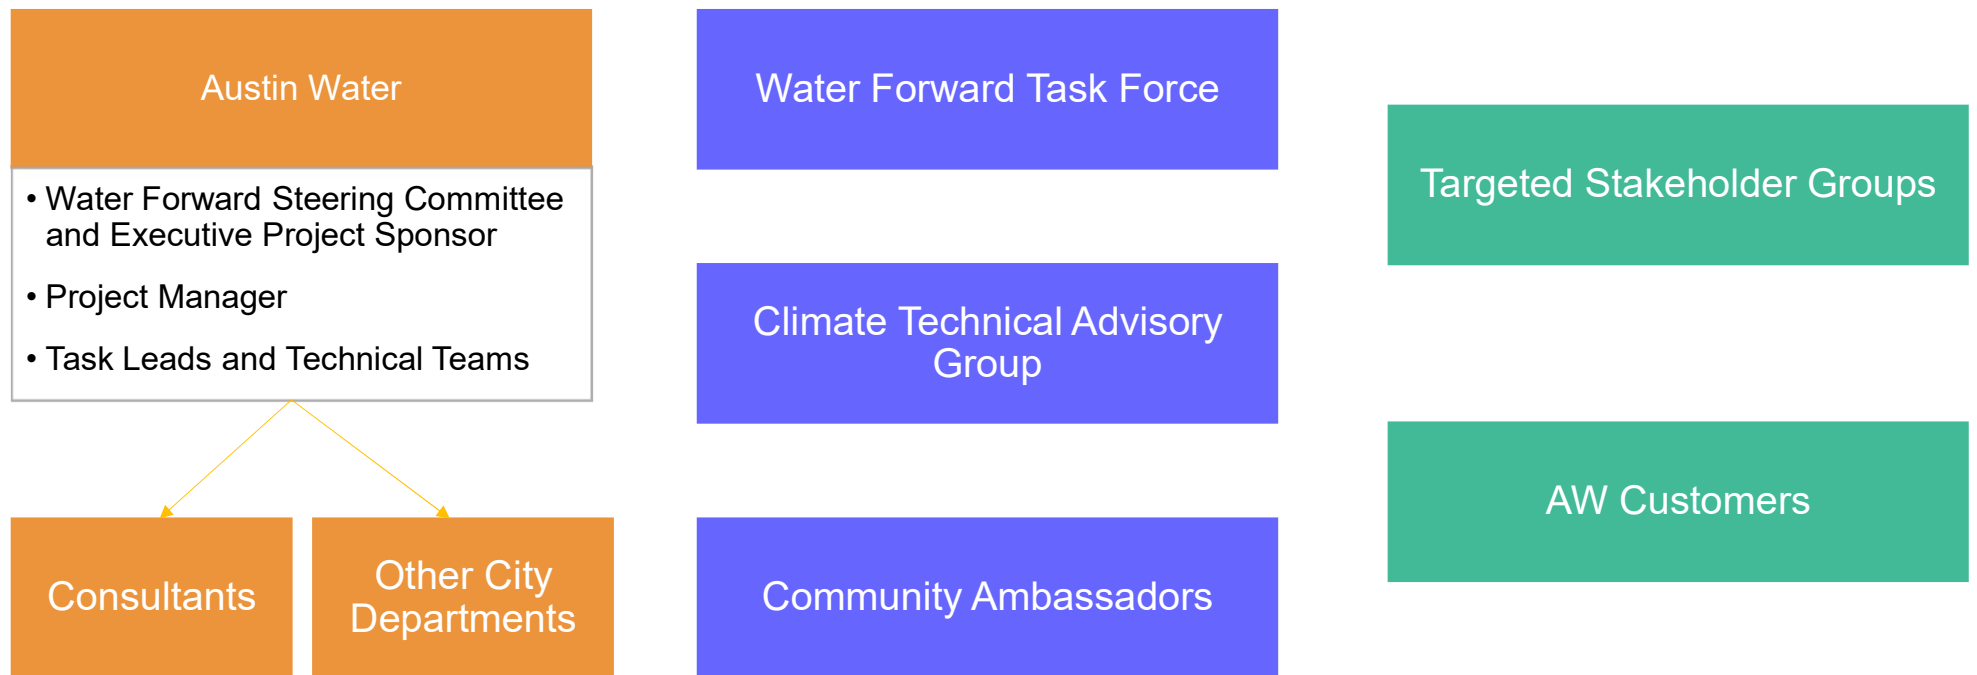 Austin Water
• Water Forward Steering Committee
and Executive Project Sponsor
• Project Manager
• Task Leads and Technical Teams
Consultants
Other City
Departments
Water Forward Task Force
Climate Technical Advisory
Group
Community Ambassadors
Targeted Stakeholder Groups
AW Customers